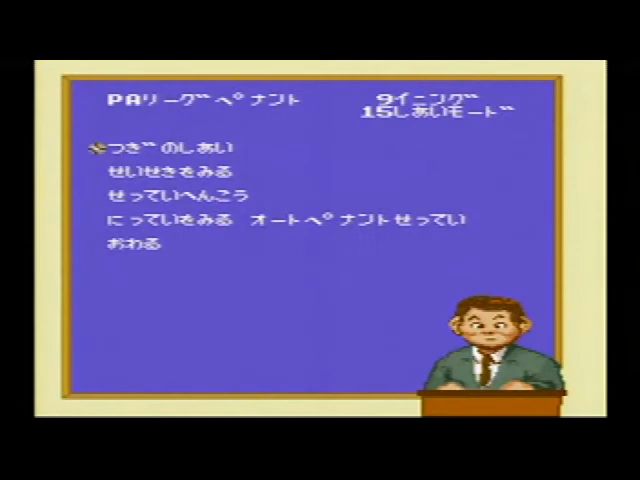 PAリーグペナント 9イニング
15しあいモード
つぎのしあい
せいせきをみる
せっていへんこう
にっていをみる オートペナントせってい
おわる